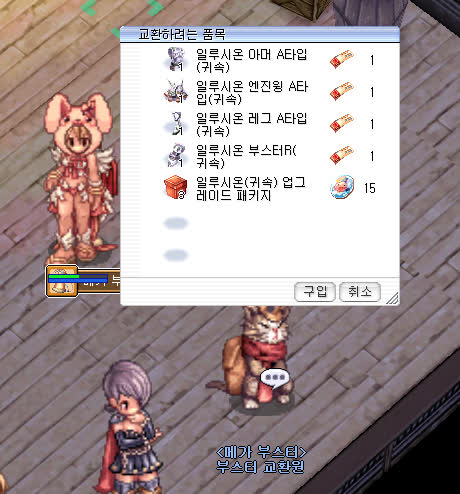 교환하려는 품목
일루시온 아머 A타입
(귀속)
1
일루시온 엔진윙 A타
입(귀속)
1
일루시온 레그 A타입
(귀속)
1
일루시온 부스터R(
귀속)
1
일루시온(귀속) 업그
레이드 패키지
15
구입
취소
메가 부
<메가 부스터>
부스터 교환원